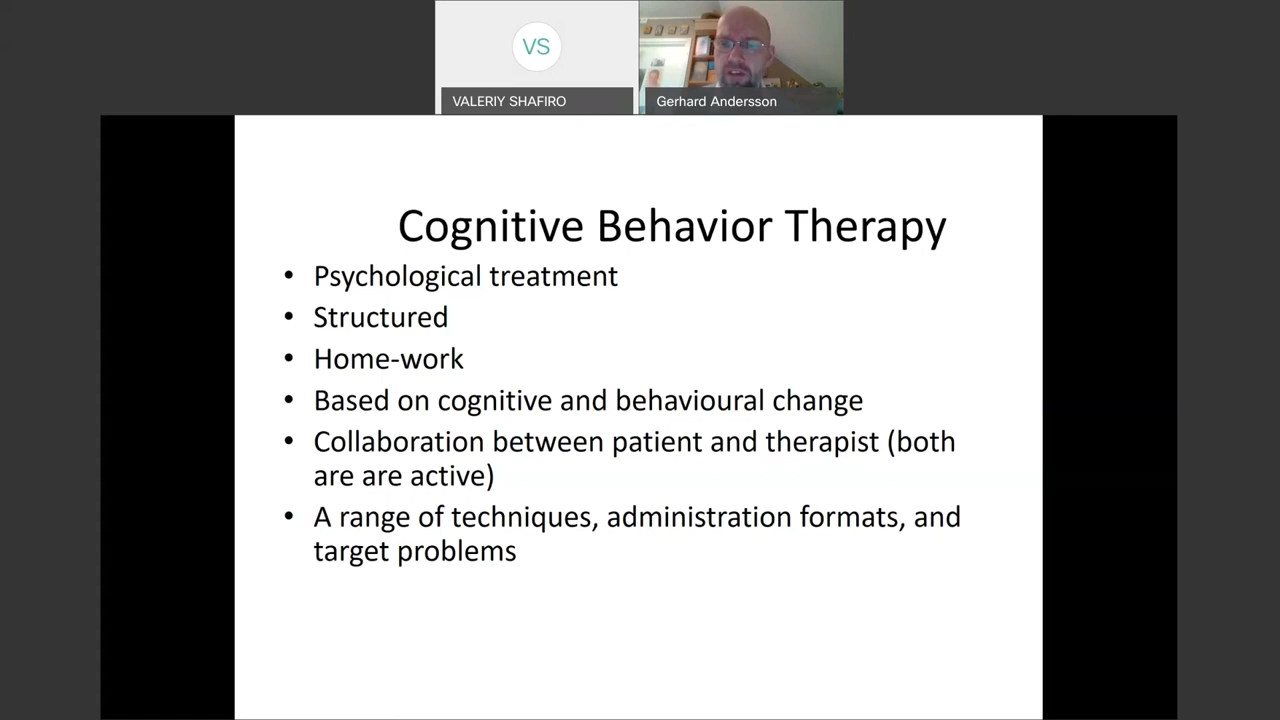 VS
VALERIY SHAFIRO
Gerhard Andersson
Cognitive Behavior Therapy
• Psychological treatment
• Structured
• Home-work
• Based on cognitive and behavioural change
• Collaboration between patient and therapist (both
are are active)
• A range of techniques, administration formats, and
target problems